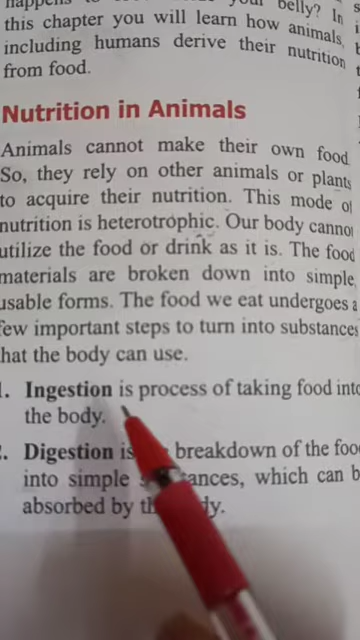 this chapter you will learn how animals,
including humans derive their nutrition
from food.
Nutrition in Animals
Animals cannot make their own food
So, they rely on other animals or plants
to acquire their nutrition. This mode of
nutrition is heterotrophic. Our body cannot
utilize the food or drink as it is. The food
materials are broken down into simple,
usable forms. The food we eat undergoes a
few important steps to turn into substances
that the body can use.
1. Ingestion is process of taking food into
the body.
2. Digestion is breakdown of the food
into simple substances, which can b
absorbed by the body.